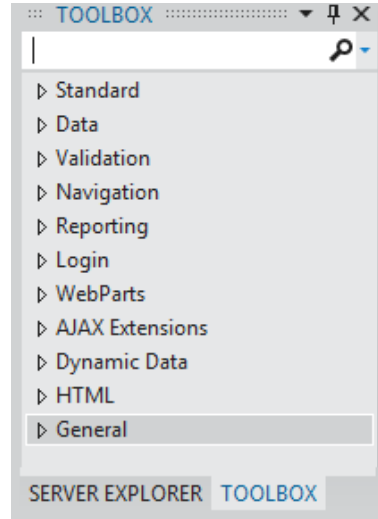 TOOLBOX
Standard
Data
Validation
Navigation
Reporting
Login
WebParts
AJAX Extensions
Dynamic Data
HTML
General
SERVER EXPLORER TOOLBOX